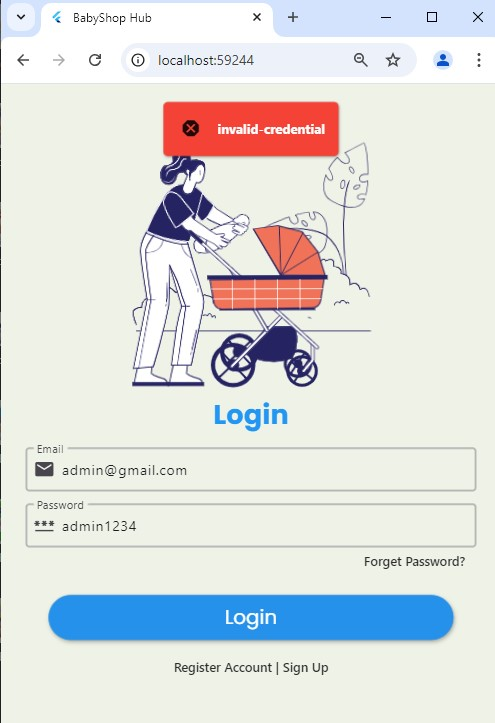 BabyShop Hub
localhost:59244
invalid-credential
Login
Email
admin@gmail.com
Password
*** admin1234
Forget Password?
Login
Register Account | Sign Up